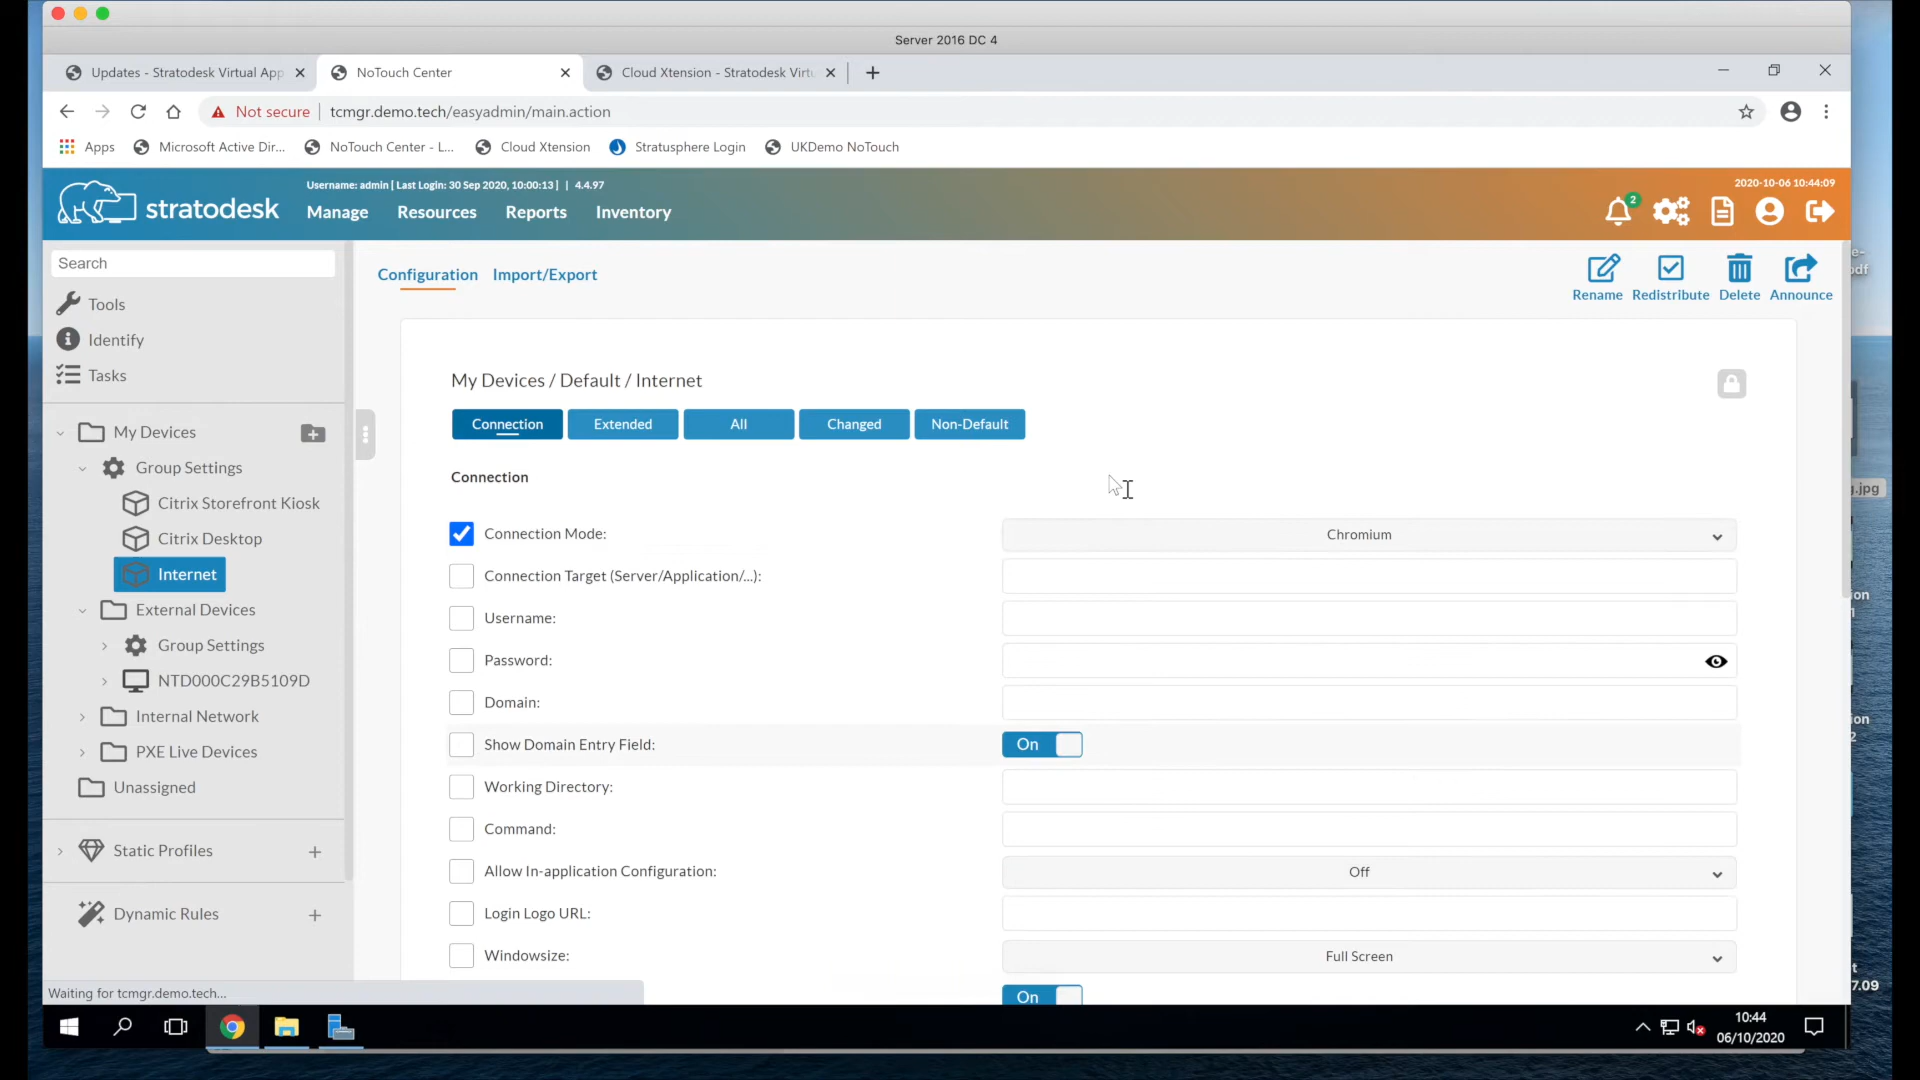 Server 2016 DC 4
Updates - Stratodesk Virtual App
NoTouch Center
Cloud Xtension - Stratodesk Virtu
Not secure
tcmgr.demo.tech/easyadmin/main.action
Apps
Microsoft Active Dir...
NoTouch Center - L...
Cloud Xtension
Stratusphere Login
UKDemo NoTouch
Username: admin [ Last Login: 30 Sep 2020, 10:00:13 ] | 4.4.97
2020-10-06 10:44:09
stratodesk
Manage
Resources
Reports
Inventory
2
Search
Tools
Identify
Tasks
My Devices
Group Settings
Citrix Storefront Kiosk
Citrix Desktop
Internet
External Devices
Group Settings
NTD000C29B5109D
Internal Network
PXE Live Devices
Unassigned
Static Profiles
Dynamic Rules
Configuration
Import/Export
Rename
Redistribute
Delete
Announce
My Devices / Default / Internet
Connection
Extended
All
Changed
Non-Default
Connection
Connection Mode:
Chromium
Connection Target (Server/Application/...):
Username:
Password:
Domain:
Show Domain Entry Field:
On
Working Directory:
Command:
Allow In-application Configuration:
Off
Login Logo URL:
Windowsize:
Full Screen
On
Waiting for tcmgr.demo.tech...
10:44
06/10/2020
g.jpg
7.09